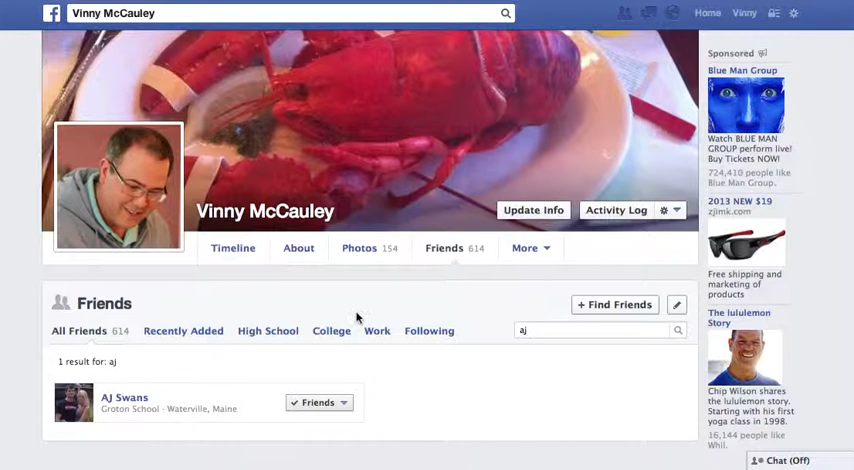 Vinny McCauley
Home
Vinny
Vinny McCauley
Update Info
Activity Log
Timeline
About
Photos 154
Friends 614
More
Friends
+ Find Friends
All Friends 614
Recently Added
High School
College
Work
Following
aj
1 result for: aj
AJ Swans
Groton School · Waterville, Maine
✓ Friends
Sponsored
Blue Man Group
Watch BLUE MAN
GROUP perform live!
Buy Tickets NOW!
724,410 people like
Blue Man Group.
2013 NEW $19
zjimk.com
Free shipping and
marketing of
products
The lululemon
Story
Chip Wilson shares
the lululemon story.
Starting with his first
yoga class in 1998.
16,144 people like
Whil.
Chat (Off)